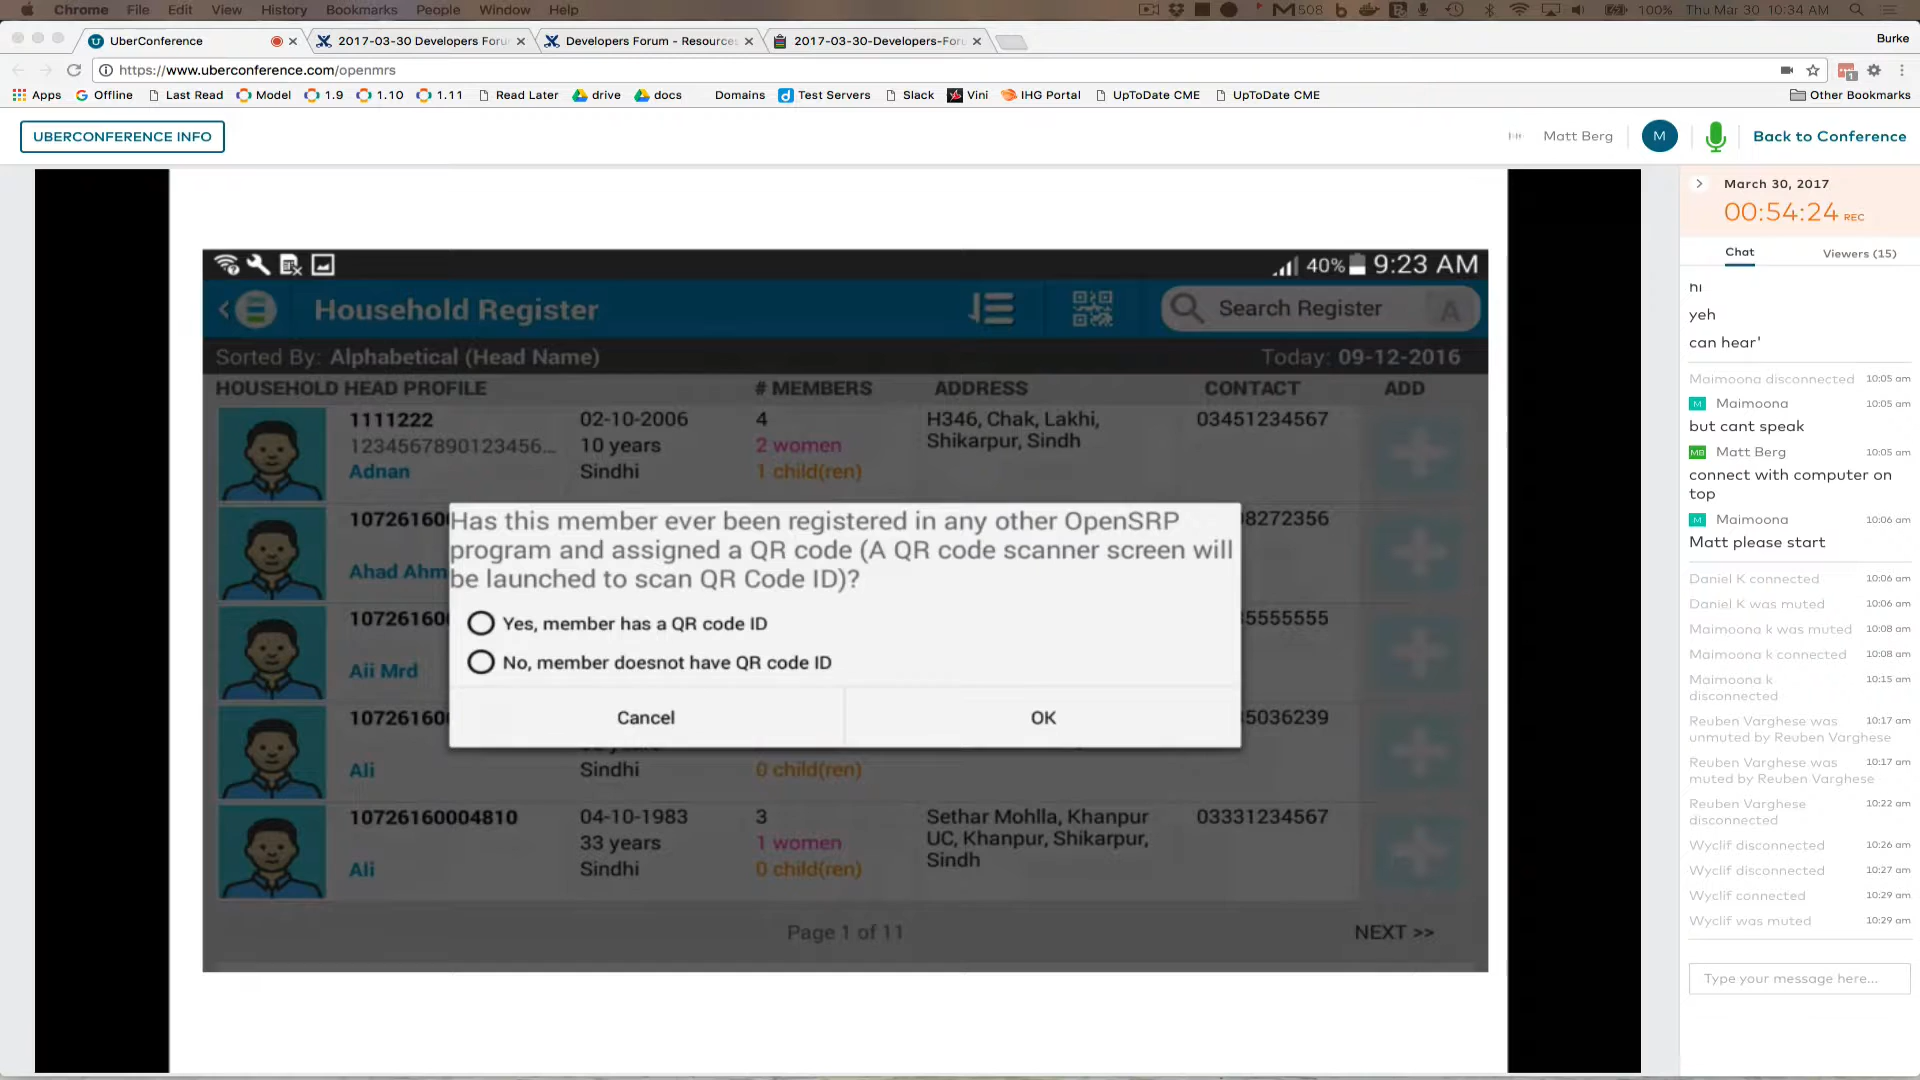 Chrome File Edit View History Bookmarks People Window Help 508 100% Thu Mar 30 10:34 AM
UberConference 2017-03-30 Developers Foru Developers Forum - Resource 2017-03-30-Developers-For Burke
https://www.uberconference.com/openmrs
Apps Offline Last Read Model 1.9 1.10 1.11 Read Later drive docs Domains Test Servers Slack Vini IHG Portal UpToDate CME UpToDate CME Other Bookmarks
UBERCONFERENCE INFO Matt Berg M Back to Conference
March 30, 2017
00:54:24 REC
Chat Viewers (15)
hi
yeh
can hear'
Maimoona disconnected 10:05 am
M Maimoona 10:05 am
but cant speak
MB Matt Berg 10:05 am
connect with computer on
top
M Maimoona 10:06 am
Matt please start
Daniel K connected 10:06 am
Daniel K was muted 10:06 am
Maimoona k was muted 10:08 am
Maimoona k connected 10:08 am
Maimoona k 10:15 am
disconnected
Reuben Varghese was 10:17 am
unmuted by Reuben Varghese
Reuben Varghese was 10:17 am
muted by Reuben Varghese
Reuben Varghese 10:22 am
disconnected
Wyclif disconnected 10:26 am
Wyclif disconnected 10:27 am
Wyclif connected 10:29 am
Wyclif was muted 10:29 am
Type your message here...
40% 9:23 AM
Household Register Search Register A
Sorted By: Alphabetical (Head Name) Today: 09-12-2016
HOUSEHOLD HEAD PROFILE # MEMBERS ADDRESS CONTACT ADD
1111222 02-10-2006 4 H346, Chak, Lakhi, 03451234567
1234567890123456... 10 years 2 women Shikarpur, Sindh
Adnan Sindhi 1 child(ren)
1072616 8272356
Ahad Ahm
1072616 5555555
Aii Mrd
1072616 5036239
Ali Sindhi 0 child(ren)
10726160004810 04-10-1983 3 Sethar Mohlla, Khanpur 03331234567
33 years 1 women UC, Khanpur, Shikarpur,
Ali Sindhi 0 child(ren) Sindh
Page 1 of 11 NEXT >>
Has this member ever been registered in any other OpenSRP
program and assigned a QR code (A QR code scanner screen will
be launched to scan QR Code ID)?
Yes, member has a QR code ID
No, member doesnot have QR code ID
Cancel OK